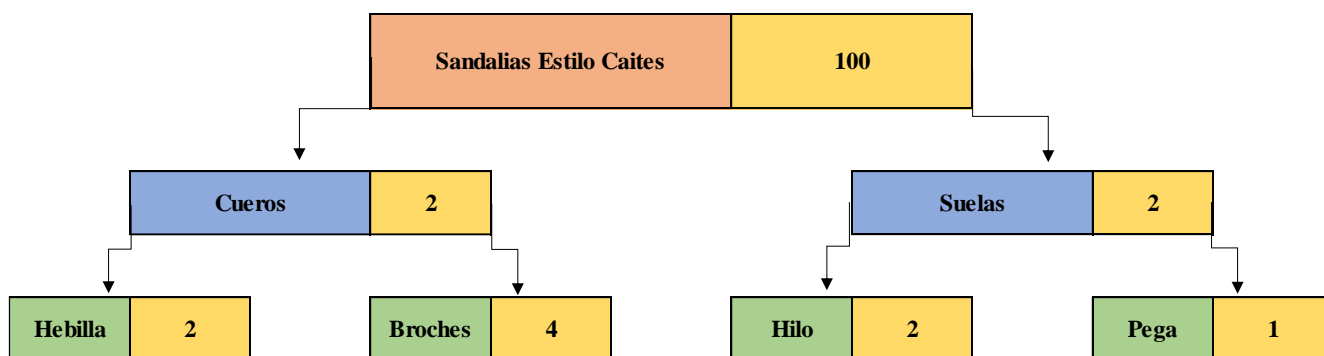 Sandalias Estilo Caites 100
Cueros 2
Suelas 2
Hebilla 2
Broches 4
Hilo 2
Pega 1